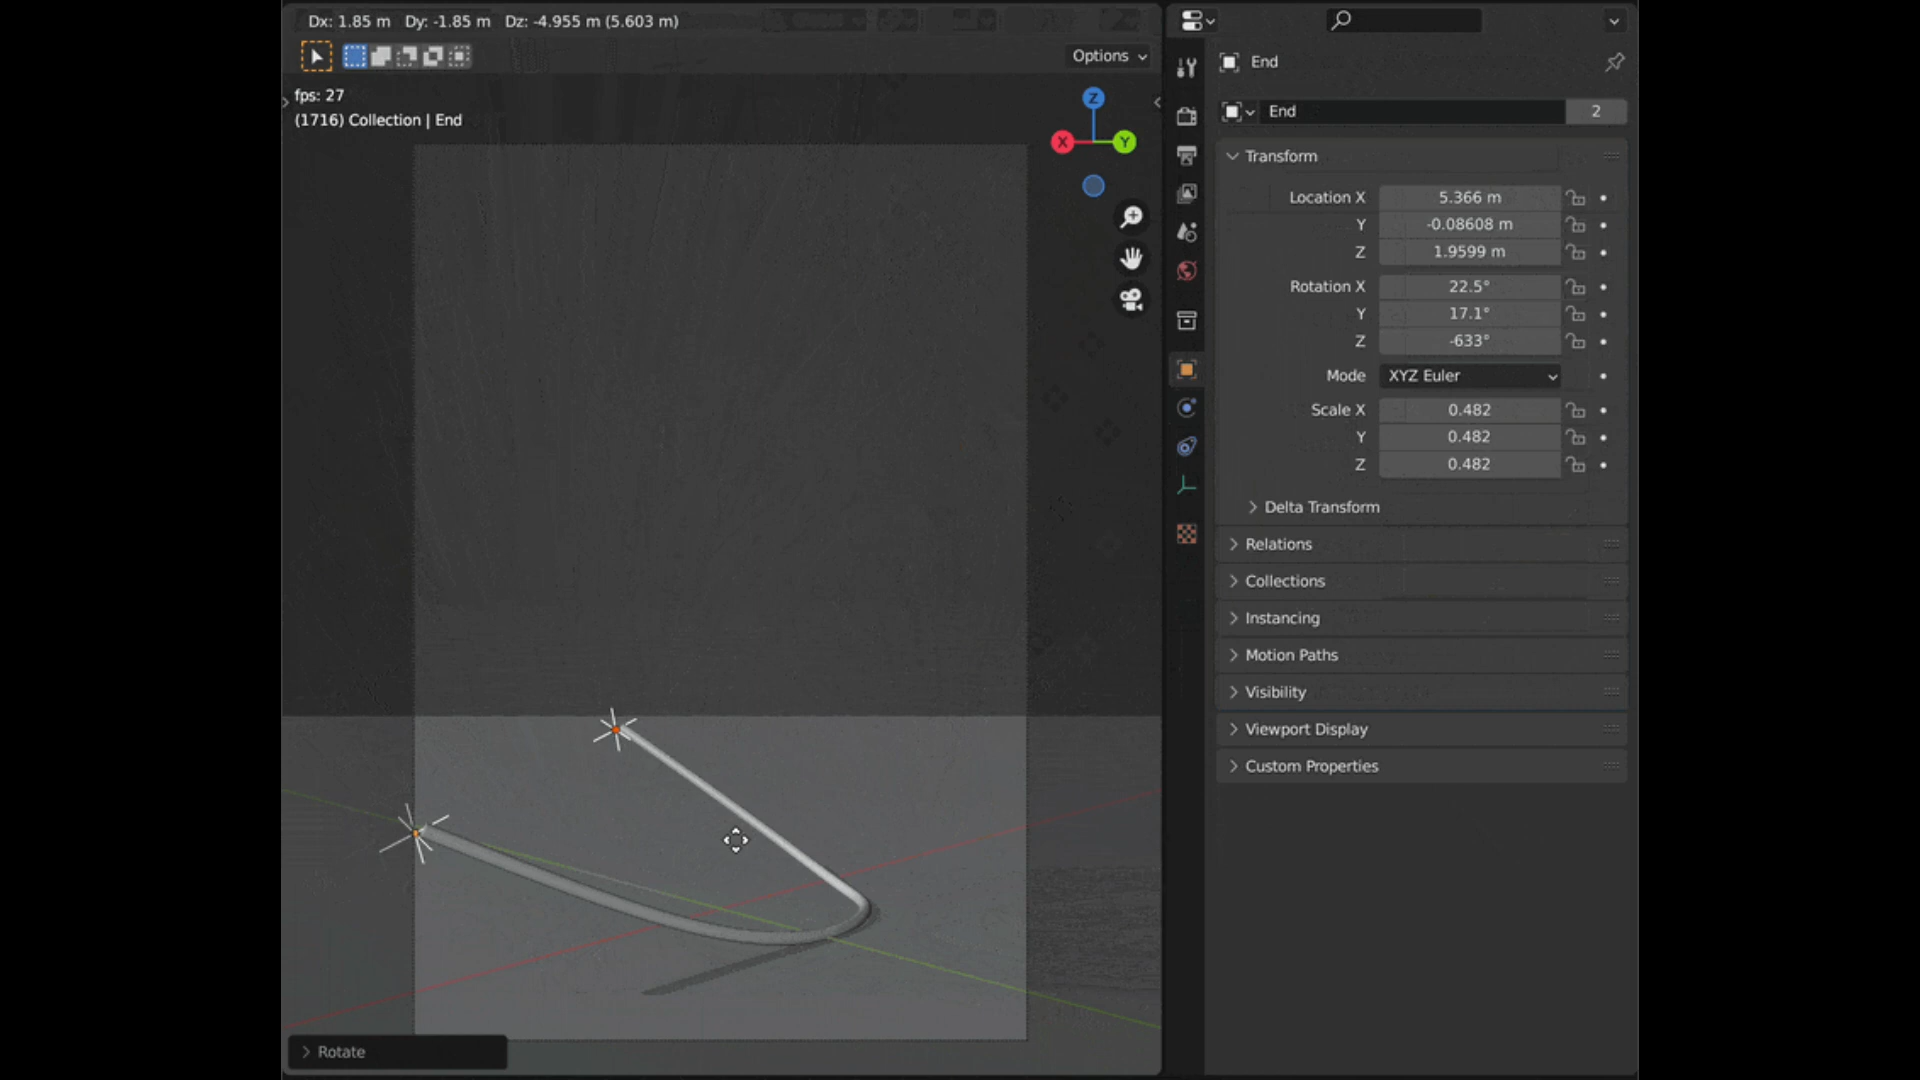 Dx: 1.85 m Dy: -1.85 m Dz: -4.955 m (5.603 m)
Options
fps: 27
(1716) Collection | End
Z
X
Y
Rotate
End
End
2
Transform
Location X 5.366 m
Y -0.08608 m
Z 1.9599 m
Rotation X 22.5°
Y 17.1°
Z -633°
Mode XYZ Euler
Scale X 0.482
Y 0.482
Z 0.482
Delta Transform
Relations
Collections
Instancing
Motion Paths
Visibility
Viewport Display
Custom Properties